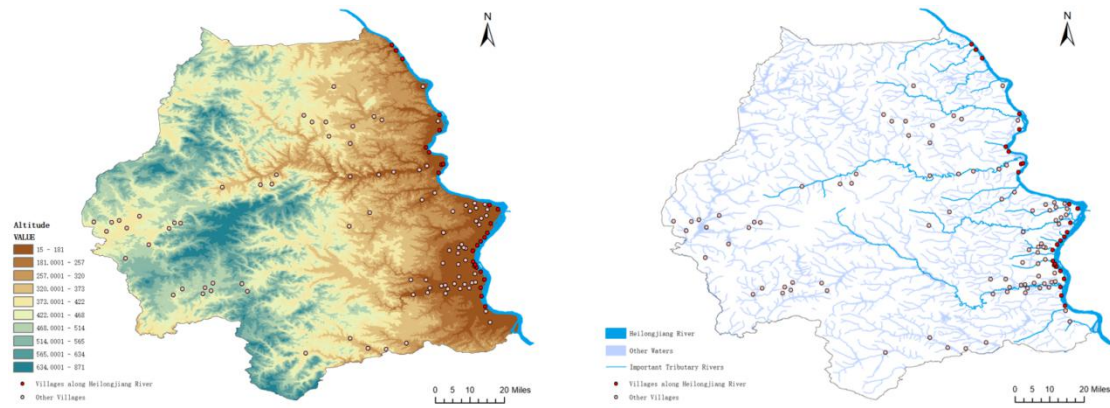 N
Altitude
VALUE
15 - 181
181.0001 - 257
257.0001 - 320
320.0001 - 373
373.0001 - 422
422.0001 - 468
468.0001 - 514
514.0001 - 565
565.0001 - 634
634.0001 - 871
Villages along Heilongjiang River
Other Villages
0 5 10 20 Miles
N
Heilongjiang River
Other Waters
Important Tributary Rivers
Villages along Heilongjiang River
Other Villages
0 5 10 20 Miles